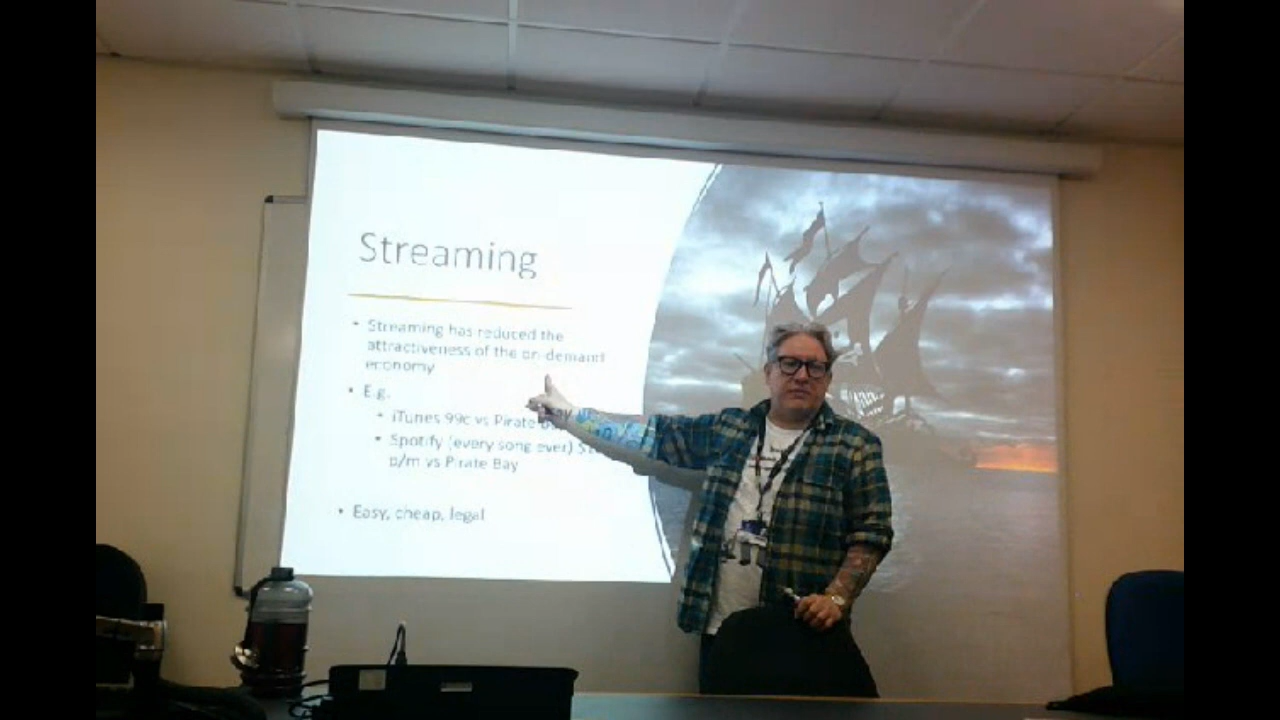 Streaming
• Streaming has reduced the
attractiveness of the on-demand
economy
• E.g.
• iTunes 99c vs Pirate Bay
• Spotify (every song ever)
p/m vs Pirate Bay
• Easy, cheap, legal